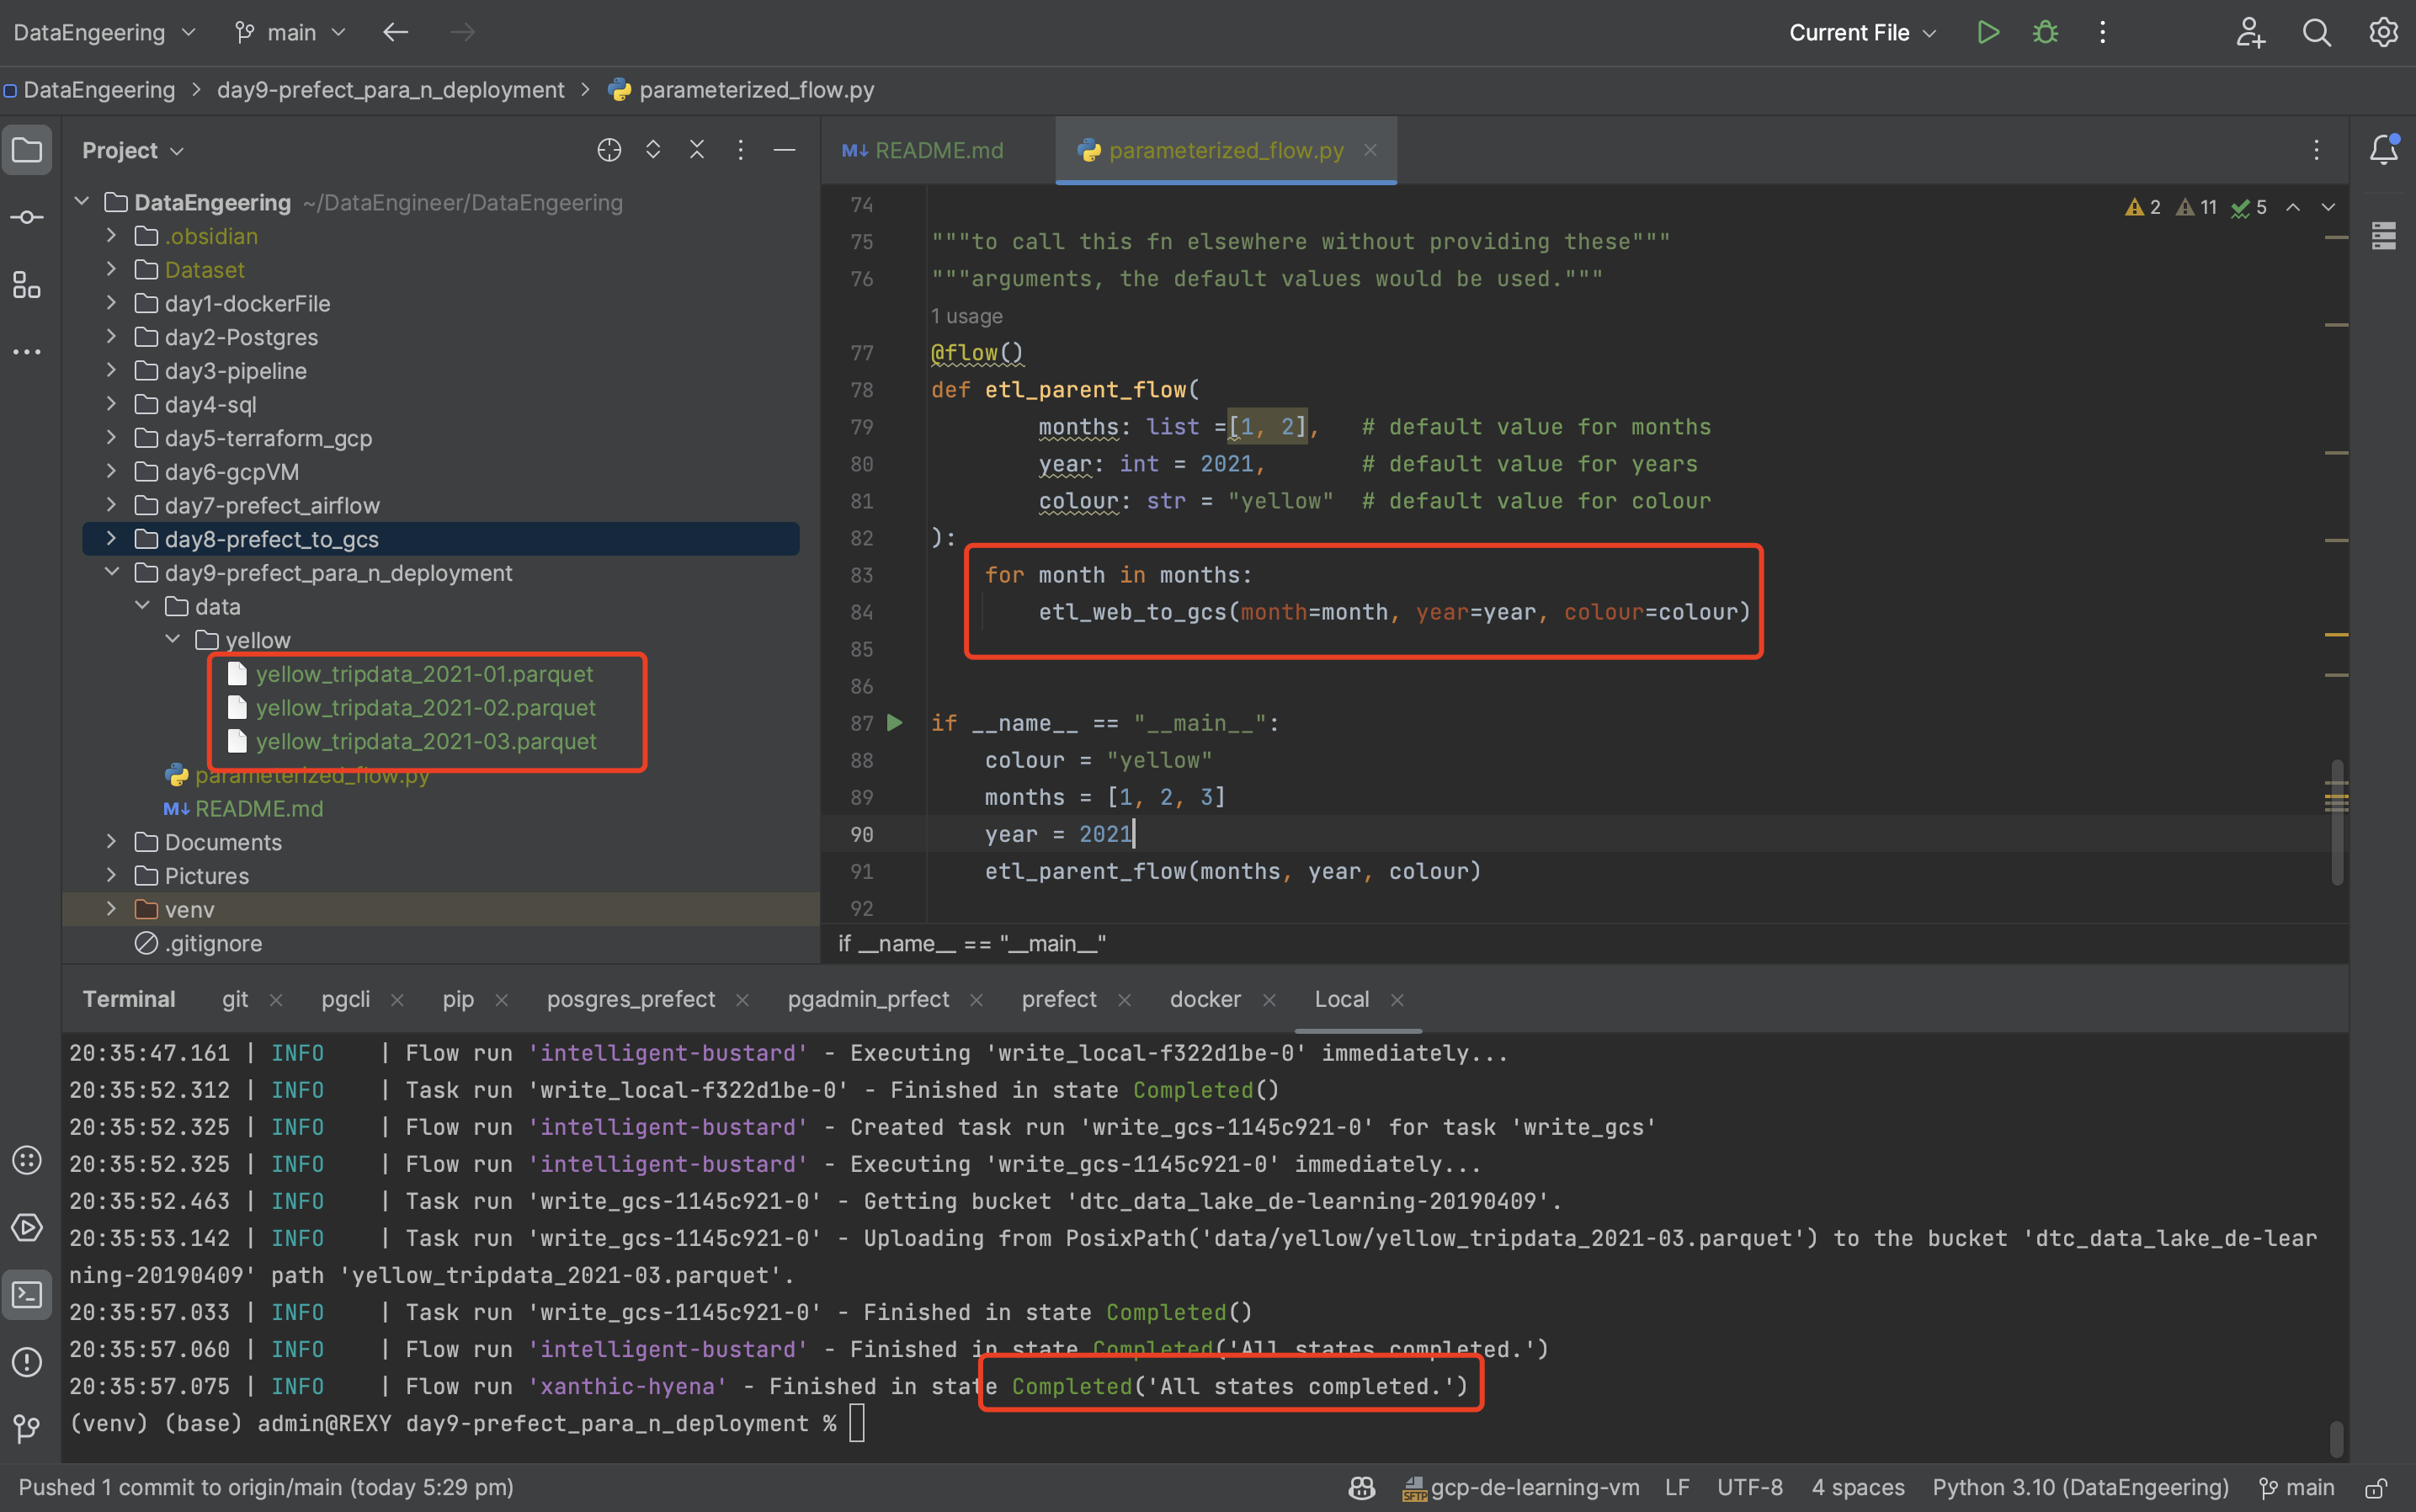 DataEngeering main Current File
DataEngeering > day9-prefect_para_n_deployment > parameterized_flow.py
Project
DataEngeering ~/DataEngineer/DataEngeering
.obsidian
Dataset
day1-dockerFile
day2-Postgres
day3-pipeline
day4-sql
day5-terraform_gcp
day6-gcpVM
day7-prefect_airflow
day8-prefect_to_gcs
day9-prefect_para_n_deployment
data
yellow
yellow_tripdata_2021-01.parquet
yellow_tripdata_2021-02.parquet
yellow_tripdata_2021-03.parquet
parameterized_flow.py
M↓ README.md
Documents
Pictures
venv
.gitignore
M↓ README.md parameterized_flow.py
2 11 5
74
75 """to call this fn elsewhere without providing these"""
76 """arguments, the default values would be used."""
1 usage
77 @flow()
78 def etl_parent_flow(
79 months: list =[1, 2], # default value for months
80 year: int = 2021, # default value for years
81 colour: str = "yellow" # default value for colour
82 ):
83 for month in months:
84 etl_web_to_gcs(month=month, year=year, colour=colour)
85
86
87 if __name__ == "__main__":
88 colour = "yellow"
89 months = [1, 2, 3]
90 year = 2021
91 etl_parent_flow(months, year, colour)
92
if __name__ == "__main__"
Terminal git pgcli pip posgres_prefect pgadmin_prfect prefect docker Local
20:35:47.161 | INFO | Flow run 'intelligent-bustard' - Executing 'write_local-f322d1be-0' immediately...
20:35:52.312 | INFO | Task run 'write_local-f322d1be-0' - Finished in state Completed()
20:35:52.325 | INFO | Flow run 'intelligent-bustard' - Created task run 'write_gcs-1145c921-0' for task 'write_gcs'
20:35:52.325 | INFO | Flow run 'intelligent-bustard' - Executing 'write_gcs-1145c921-0' immediately...
20:35:52.463 | INFO | Task run 'write_gcs-1145c921-0' - Getting bucket 'dtc_data_lake_de-learning-20190409'.
20:35:53.142 | INFO | Task run 'write_gcs-1145c921-0' - Uploading from PosixPath('data/yellow/yellow_tripdata_2021-03.parquet') to the bucket 'dtc_data_lake_de-lear
ning-20190409' path 'yellow_tripdata_2021-03.parquet'.
20:35:57.033 | INFO | Task run 'write_gcs-1145c921-0' - Finished in state Completed()
20:35:57.060 | INFO | Flow run 'intelligent-bustard' - Finished in state Completed('All states completed.')
20:35:57.075 | INFO | Flow run 'xanthic-hyena' - Finished in state Completed('All states completed.')
(venv) (base) admin@REXY day9-prefect_para_n_deployment %
Pushed 1 commit to origin/main (today 5:29 pm) SFTP gcp-de-learning-vm LF UTF-8 4 spaces Python 3.10 (DataEngeering) main